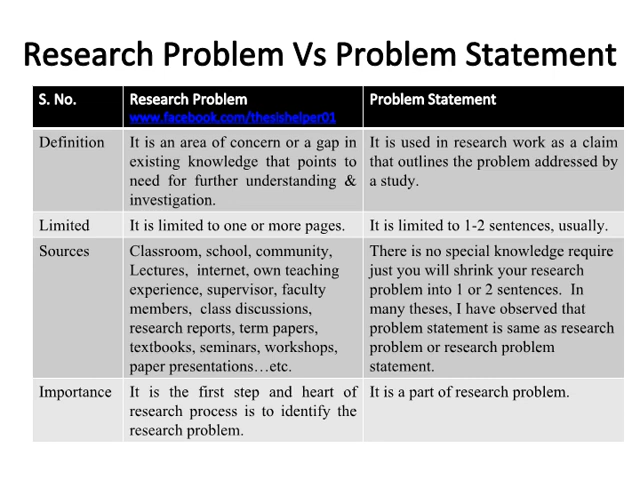 Research Problem Vs Problem Statement
S. No.
Research Problem
www.facebook.com/thesishelper01
Problem Statement
Definition
It is an area of concern or a gap in
existing knowledge that points to
need for further understanding &
investigation.
It is used in research work as a claim
that outlines the problem addressed by
a study.
Limited
It is limited to one or more pages.
It is limited to 1-2 sentences, usually.
Sources
Classroom, school, community,
Lectures, internet, own teaching
experience, supervisor, faculty
members, class discussions,
research reports, term papers,
textbooks, seminars, workshops,
paper presentations…etc.
There is no special knowledge require
just you will shrink your research
problem into 1 or 2 sentences. In
many theses, I have observed that
problem statement is same as research
problem or research problem
statement.
Importance
It is the first step and heart of
research process is to identify the
research problem.
It is a part of research problem.